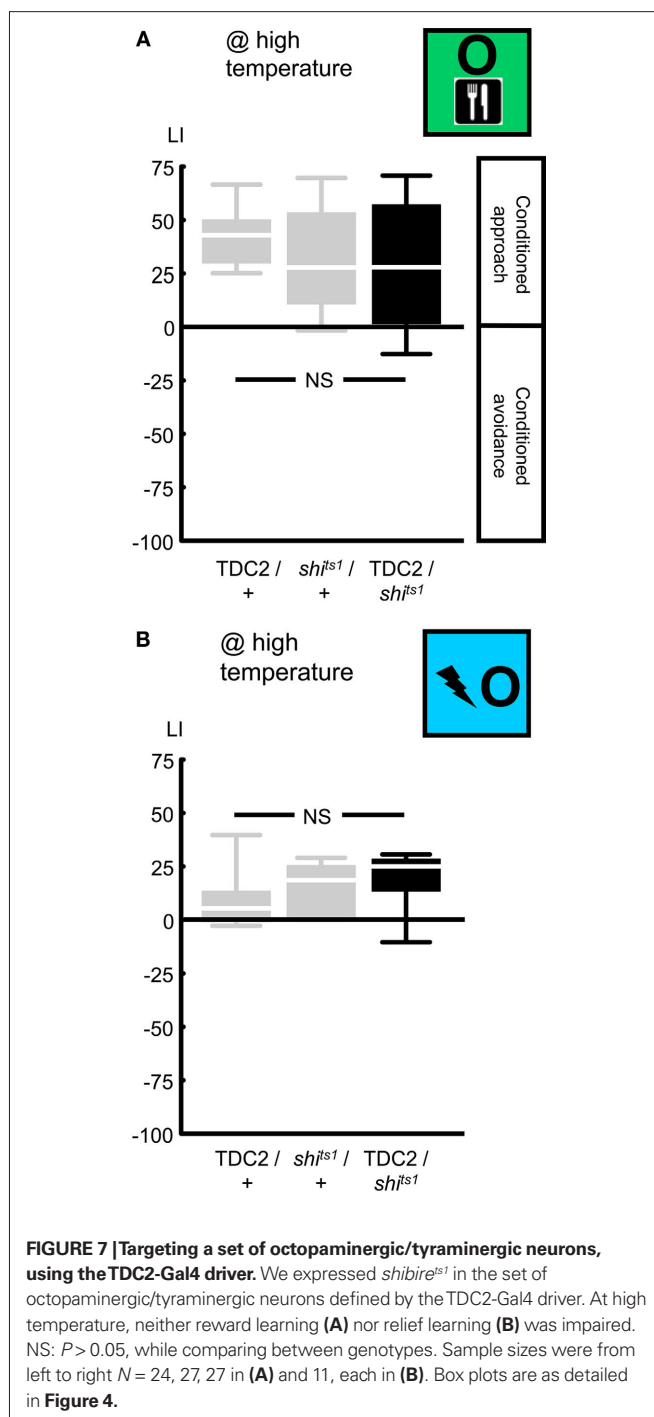 A
@ high
temperature
O
LI
75
50
25
0
-25
-50
-75
-100
NS
Conditioned
approach
Conditioned
avoidance
TDC2 / shi^ts1 / TDC2 /
+ + shi^ts1
B
@ high
temperature
O
LI
75
50
25
0
-25
-50
-75
-100
NS
TDC2 / shi^ts1 / TDC2 /
+ + shi^ts1
FIGURE 7 | Targeting a set of octopaminergic/tyraminergic neurons,
using the TDC2-Gal4 driver. We expressed shibire^ts1 in the set of
octopaminergic/tyraminergic neurons defined by the TDC2-Gal4 driver. At high
temperature, neither reward learning (A) nor relief learning (B) was impaired.
NS: P > 0.05, while comparing between genotypes. Sample sizes were from
left to right N = 24, 27, 27 in (A) and 11, each in (B). Box plots are as detailed
in Figure 4.